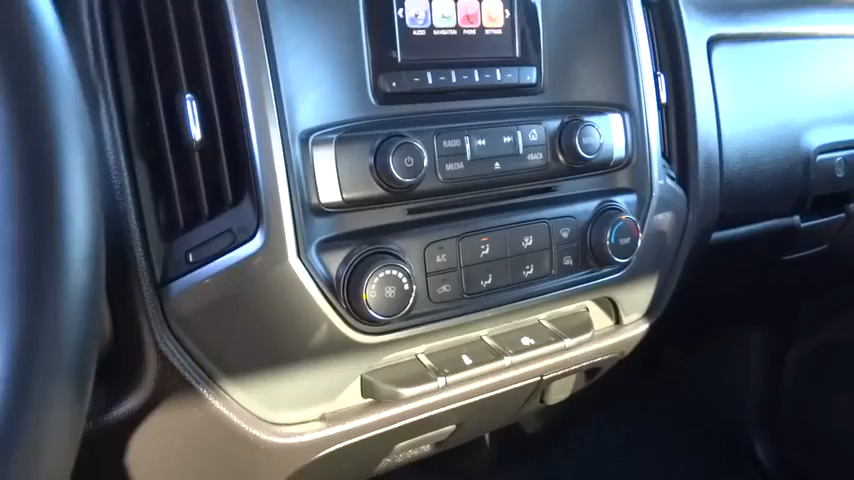 AUDIO NAVIGATION PHONE SETTINGS
RADIO
MEDIA
BACK
A/C
TEMP